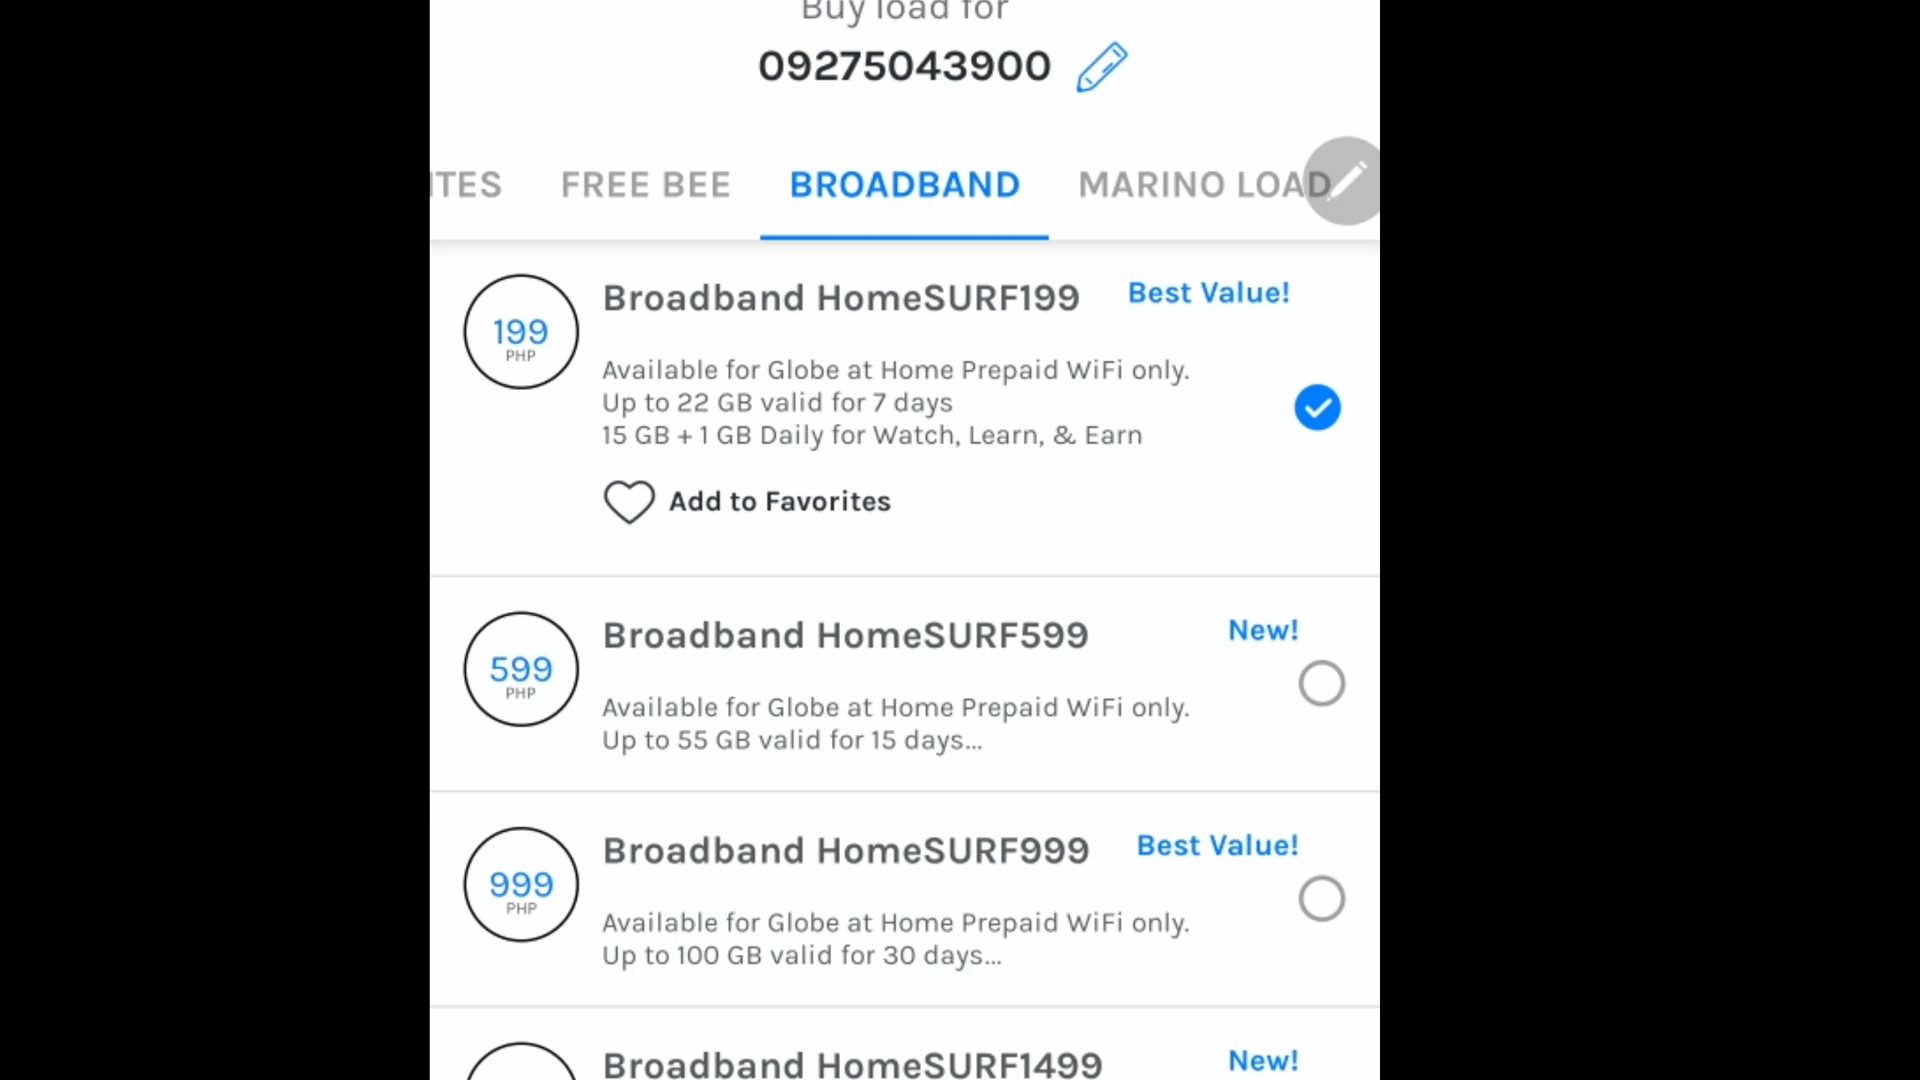 Buy load for
09275043900
ITES FREE BEE BROADBAND MARINO LOAD
Broadband HomeSURF199 Best Value!
199
PHP
Available for Globe at Home Prepaid WiFi only.
Up to 22 GB valid for 7 days
15 GB + 1 GB Daily for Watch, Learn, & Earn
Add to Favorites
Broadband HomeSURF599 New!
599
PHP
Available for Globe at Home Prepaid WiFi only.
Up to 55 GB valid for 15 days...
Broadband HomeSURF999 Best Value!
999
PHP
Available for Globe at Home Prepaid WiFi only.
Up to 100 GB valid for 30 days...
Broadband HomeSURF1499 New!